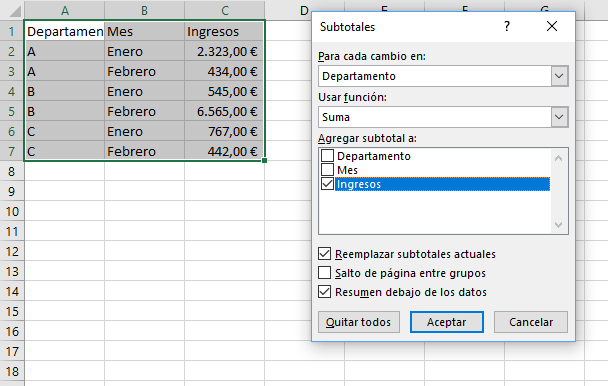 A B C D E F G
1 Departamen Mes Ingresos
2 A Enero 2.323,00 €
3 A Febrero 434,00 €
4 B Enero 545,00 €
5 B Febrero 6.565,00 €
6 C Enero 767,00 €
7 C Febrero 442,00 €
8
9
10
11
12
13
14
15
16
17
18
Subtotales
?
Para cada cambio en:
Departamento
Usar función:
Suma
Agregar subtotal a:
Departamento
Mes
Ingresos
Reemplazar subtotales actuales
Salto de página entre grupos
Resumen debajo de los datos
Quitar todos Aceptar Cancelar